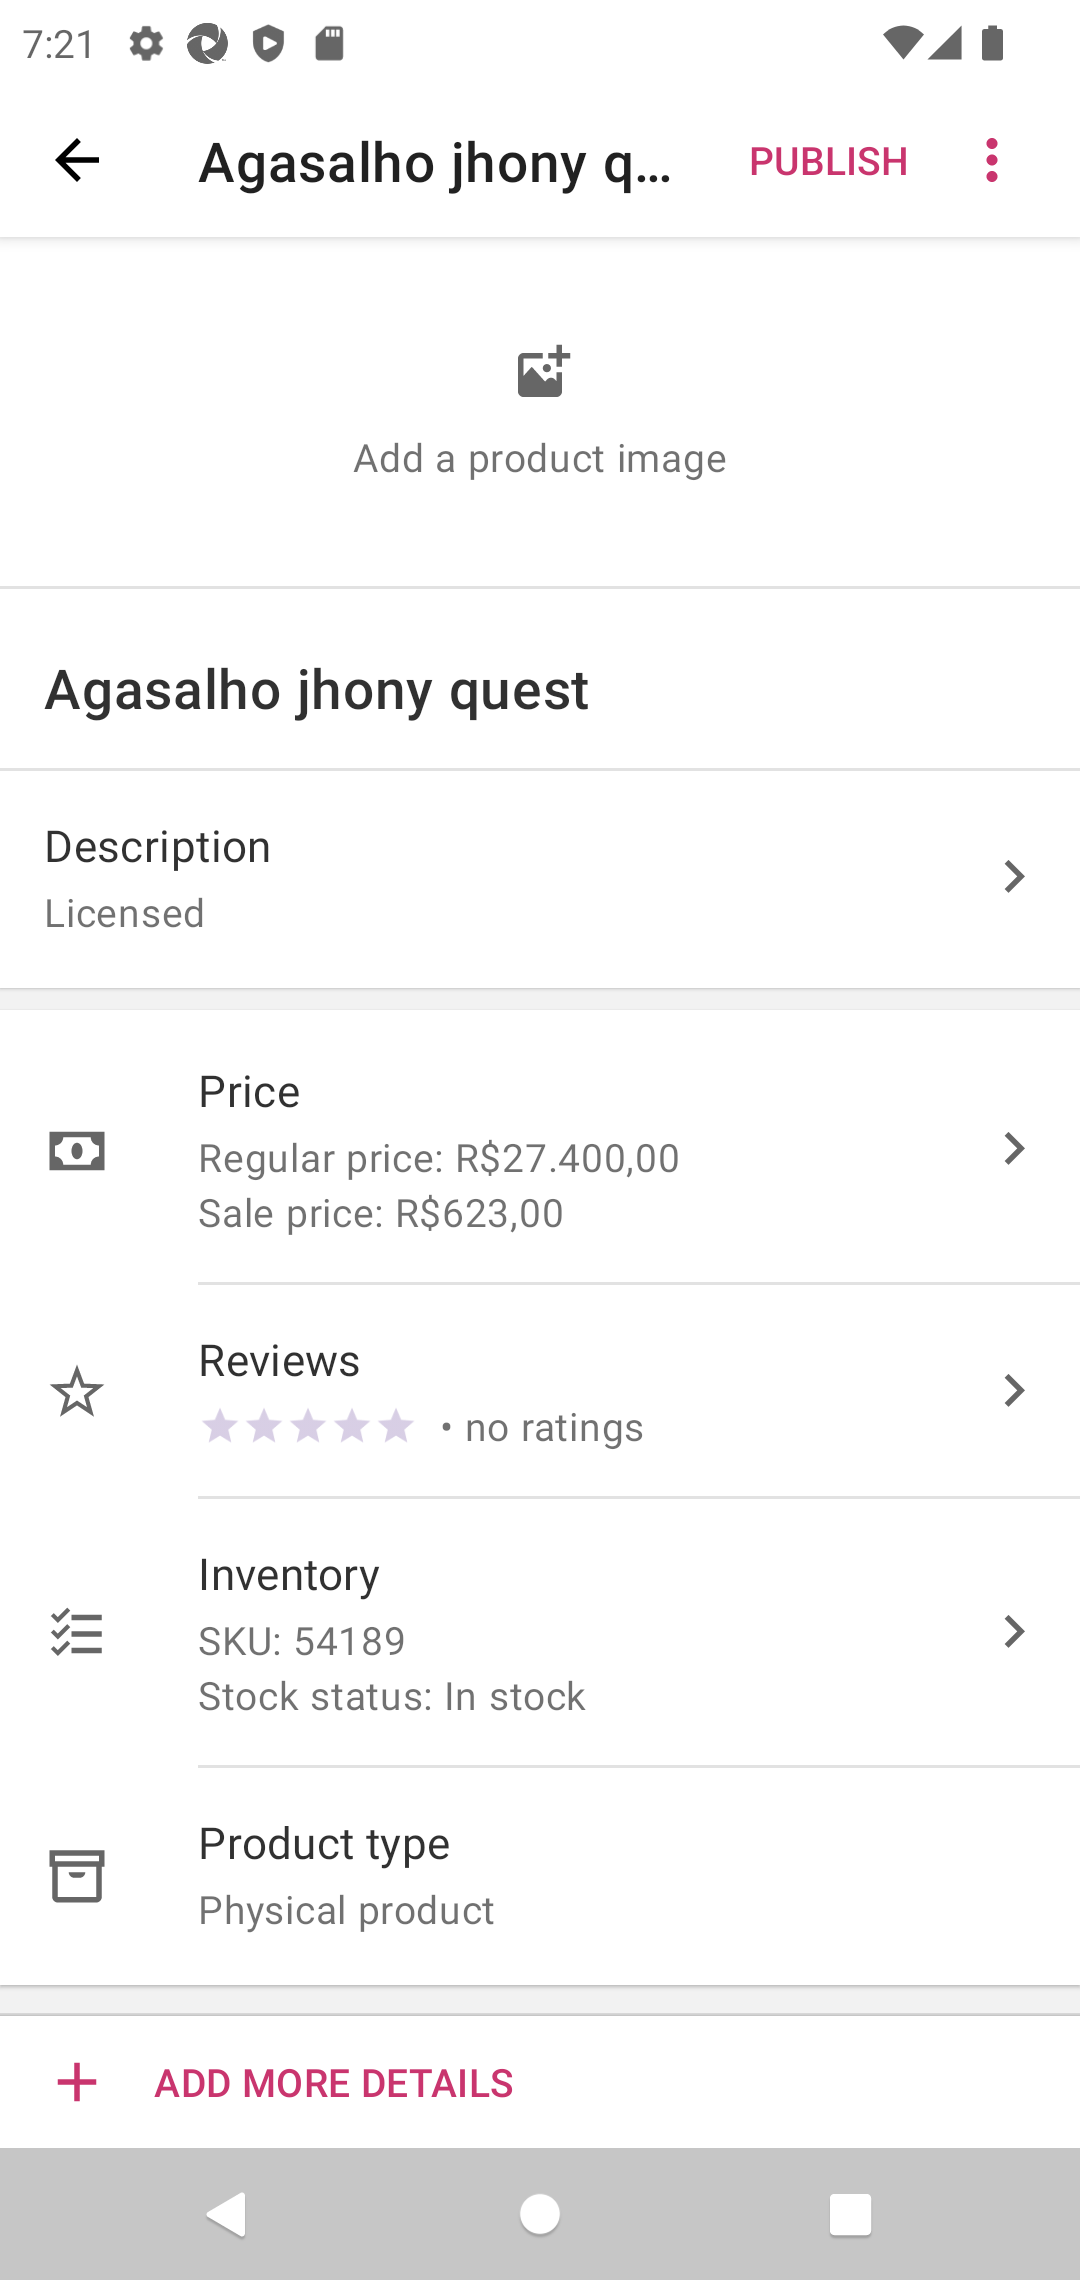 7:21
Agasalho jhony q...
PUBLISH
Add a product image
Agasalho jhony quest
Description
Licensed
Price
Regular price: R$27.400,00
Sale price: R$623,00
Reviews
• no ratings
Inventory
SKU: 54189
Stock status: In stock
Product type
Physical product
ADD MORE DETAILS